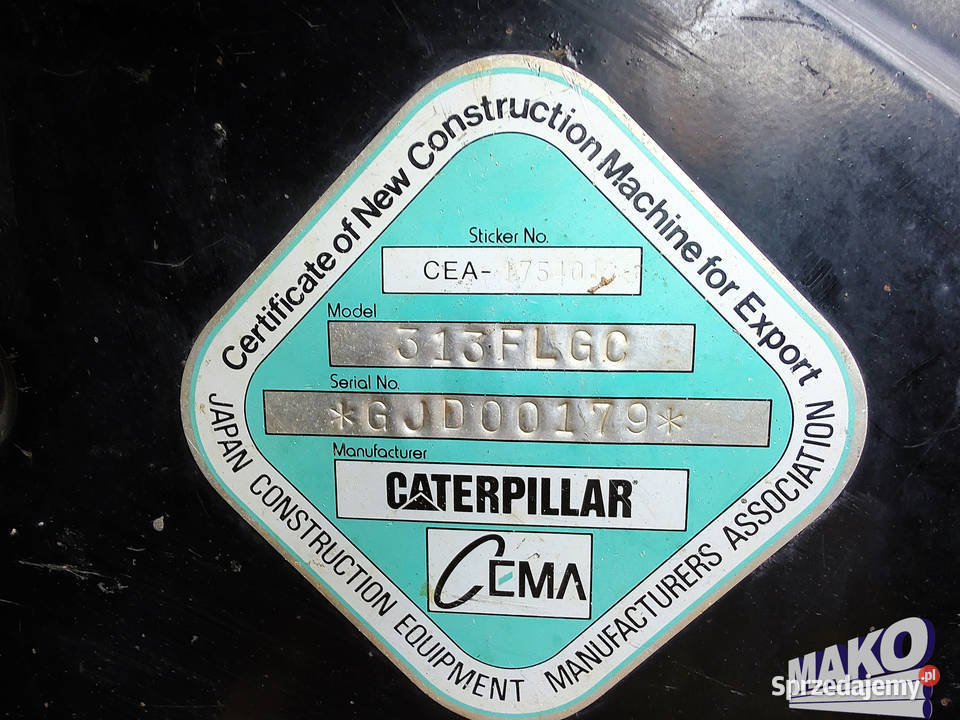 Certificate of New Construction Machine for Export
Sticker No.
CEA-
Model
313FLGC
Serial No.
*GJD00179*
Manufacturer
CATERPILLAR
CEMA
JAPAN CONSTRUCTION EQUIPMENT MANUFACTURERS ASSOCIATION
MAKO
Sprzedajemy.pl